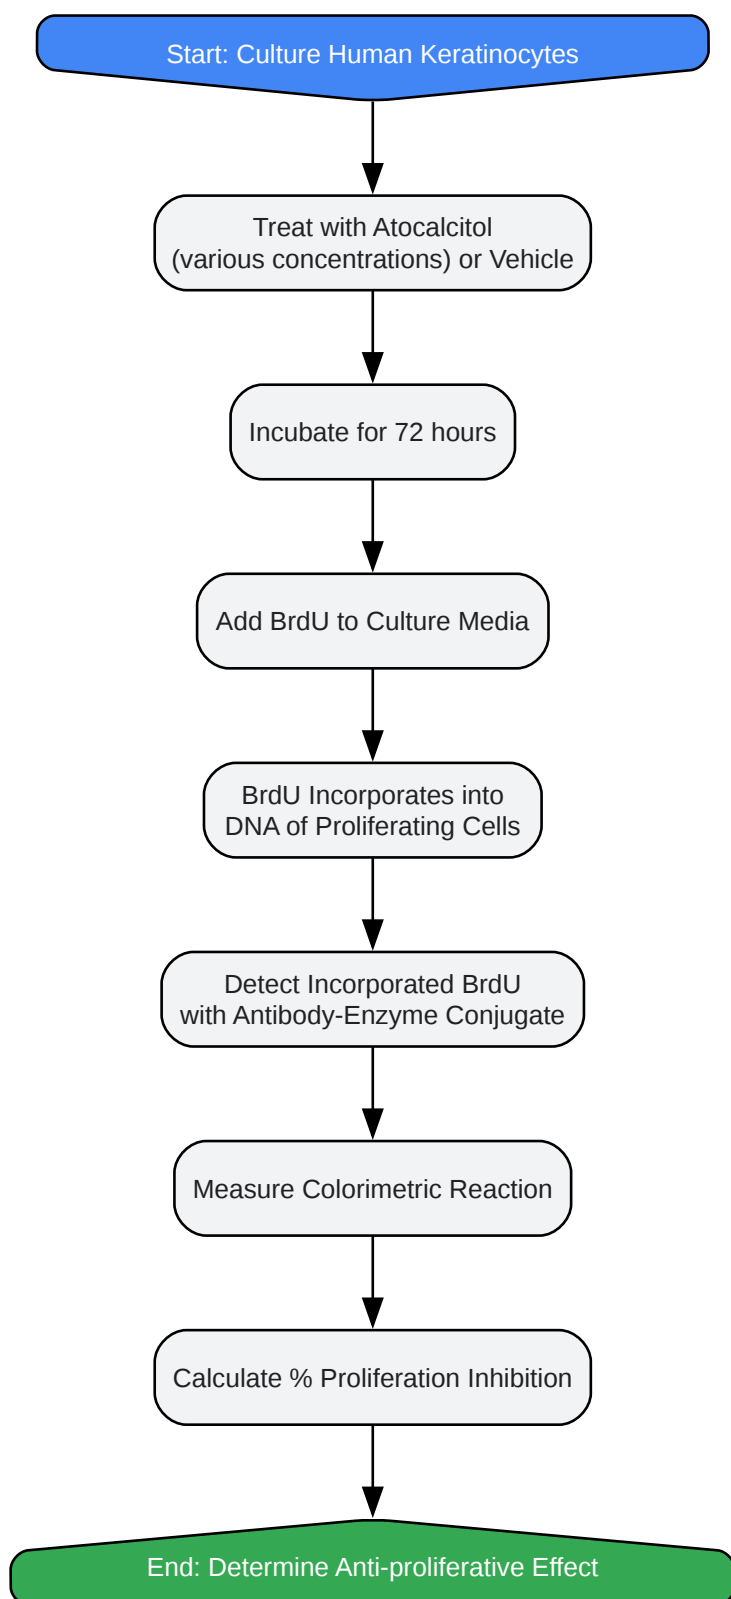 Start: Culture Human Keratinocytes
Treat with Atocalcitol
(various concentrations) or Vehicle
Incubate for 72 hours
Add BrdU to Culture Media
BrdU Incorporates into
DNA of Proliferating Cells
Detect Incorporated BrdU
with Antibody-Enzyme Conjugate
Measure Colorimetric Reaction
Calculate % Proliferation Inhibition
End: Determine Anti-proliferative Effect